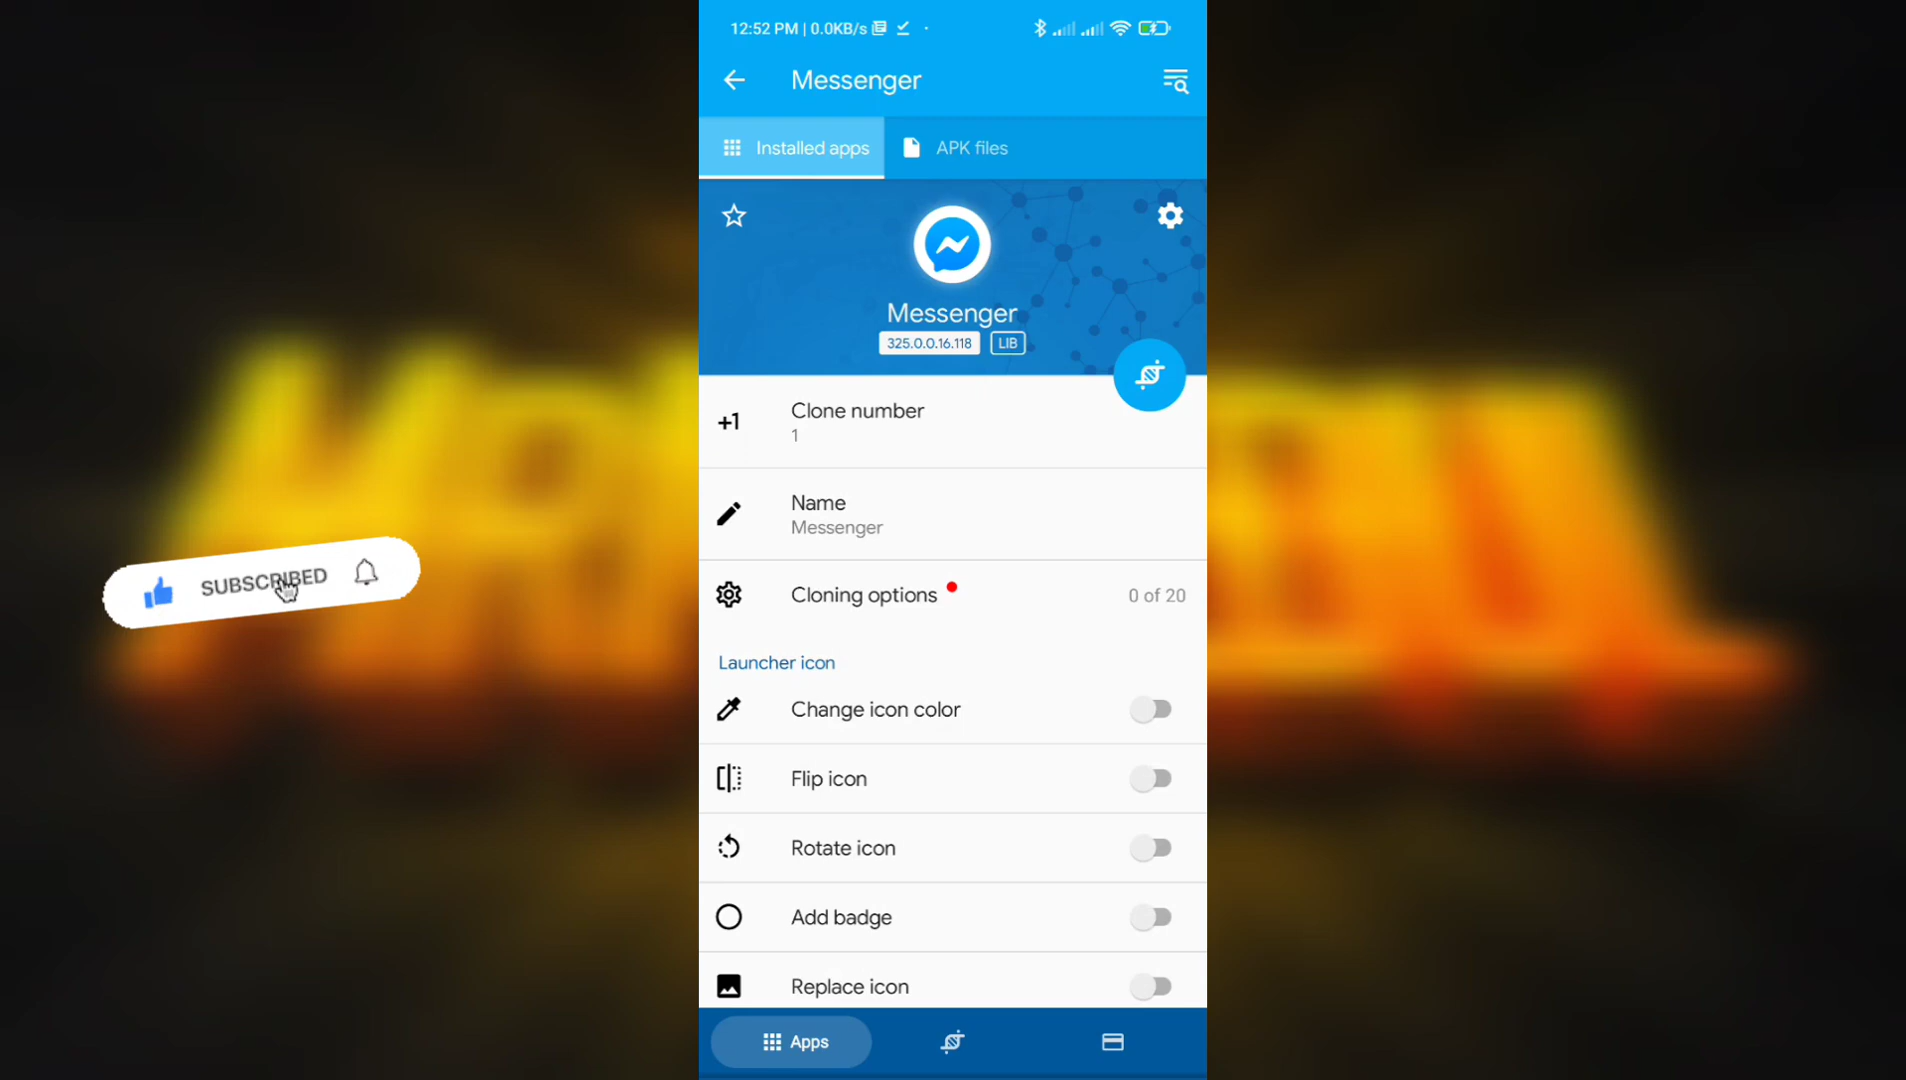 12:52 PM | 0.0KB/s
Messenger
Installed apps
APK files
Messenger
325.0.0.16.118
LIB
+1
Clone number
1
Name
Messenger
Cloning options
0 of 20
Launcher icon
Change icon color
Flip icon
Rotate icon
Add badge
Replace icon
Apps
SUBSCRIBED